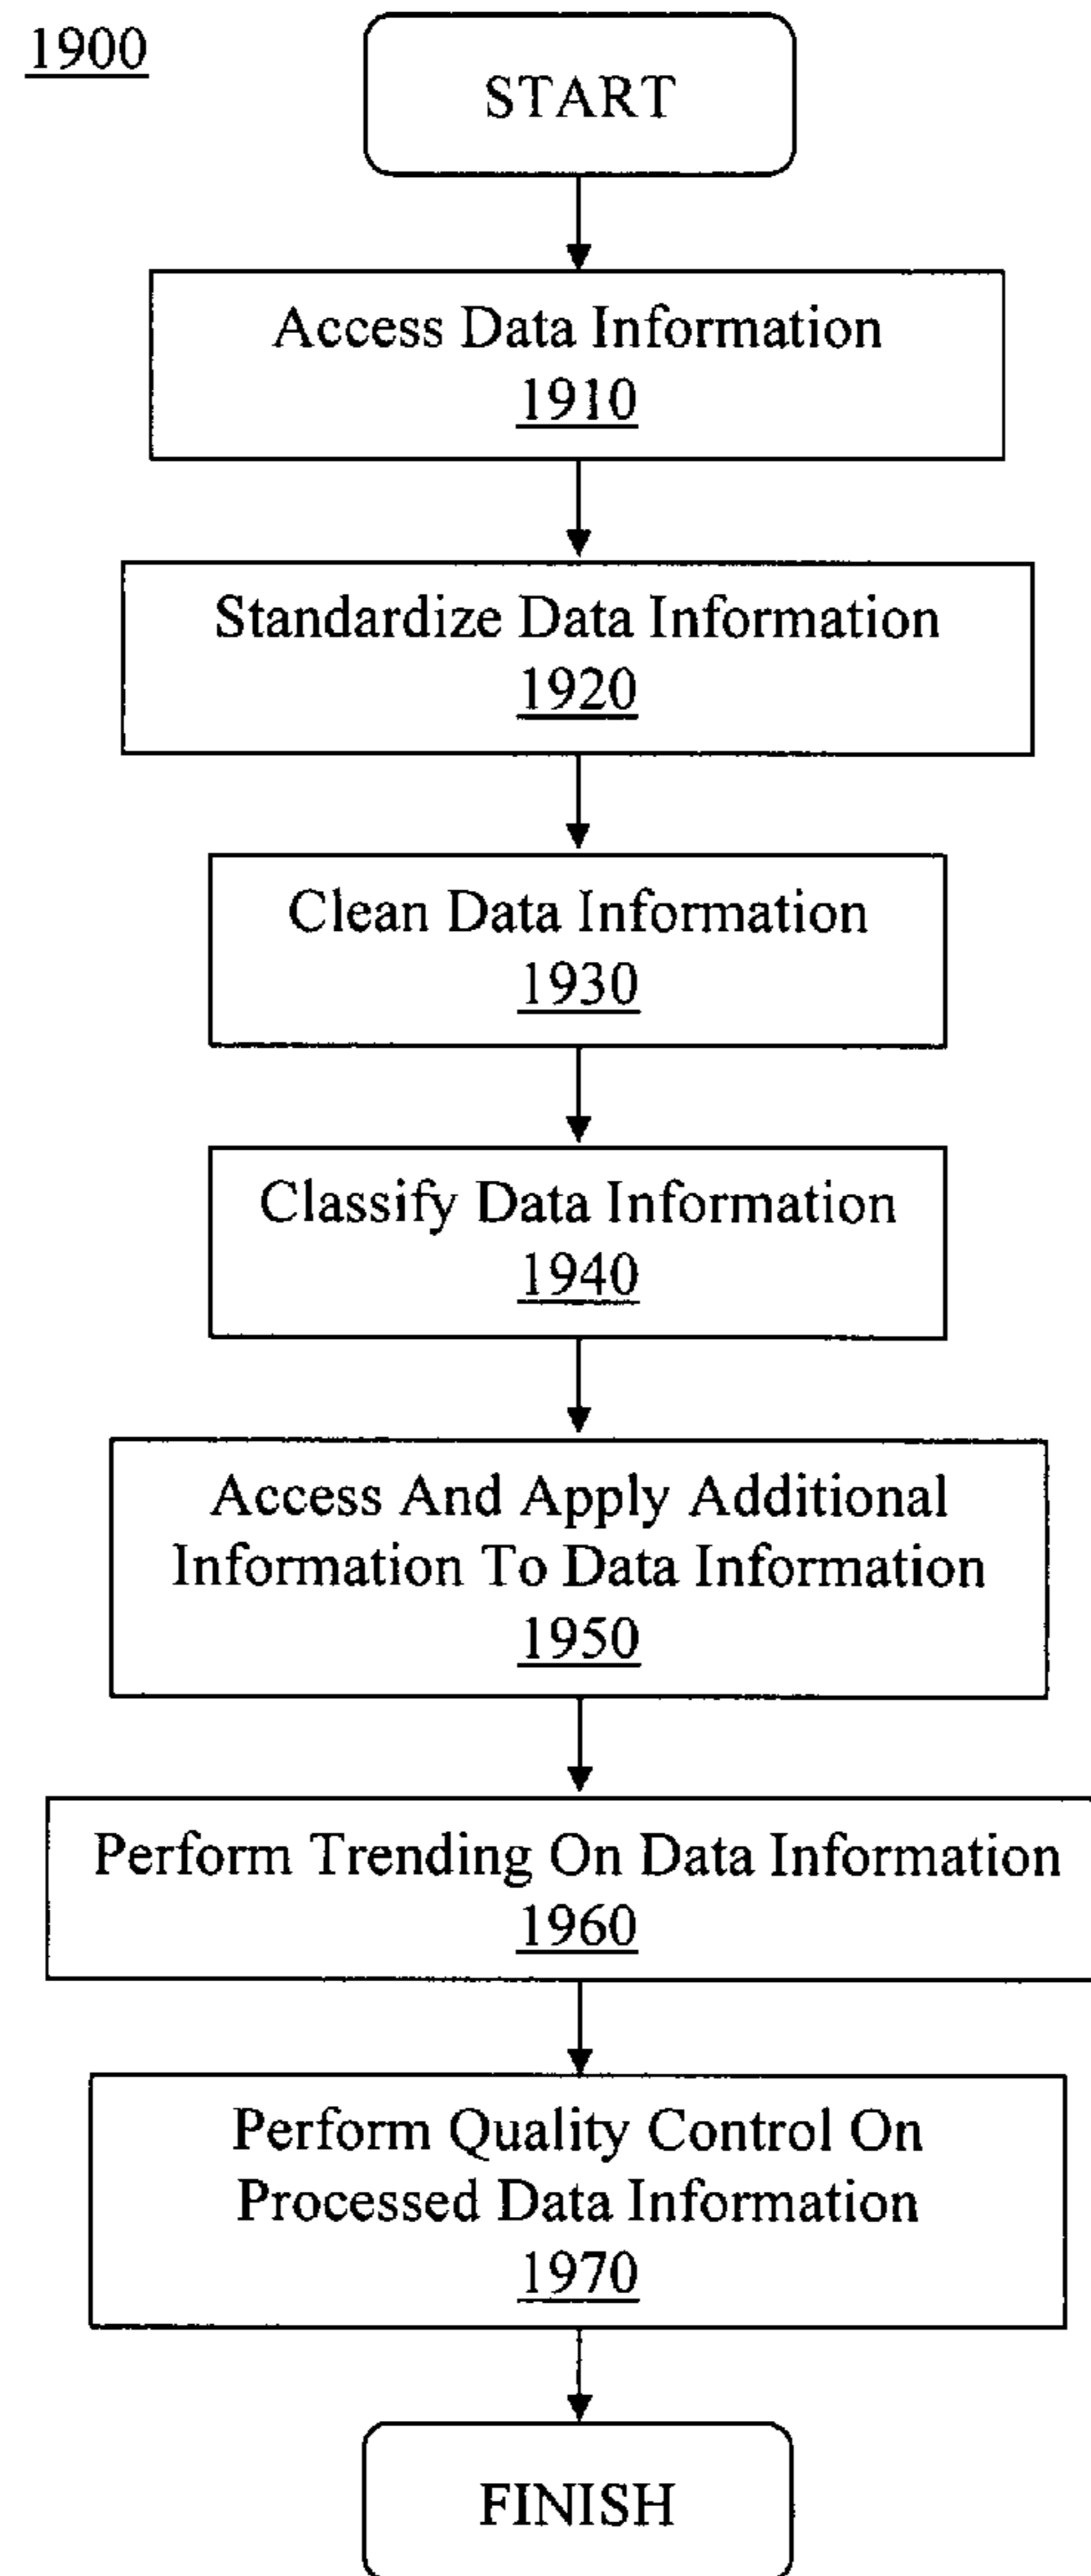 1900
START
Access Data Information
1910
Standardize Data Information
1920
Clean Data Information
1930
Classify Data Information
1940
Access And Apply Additional
Information To Data Information
1950
Perform Trending On Data Information
1960
Perform Quality Control On
Processed Data Information
1970
FINISH